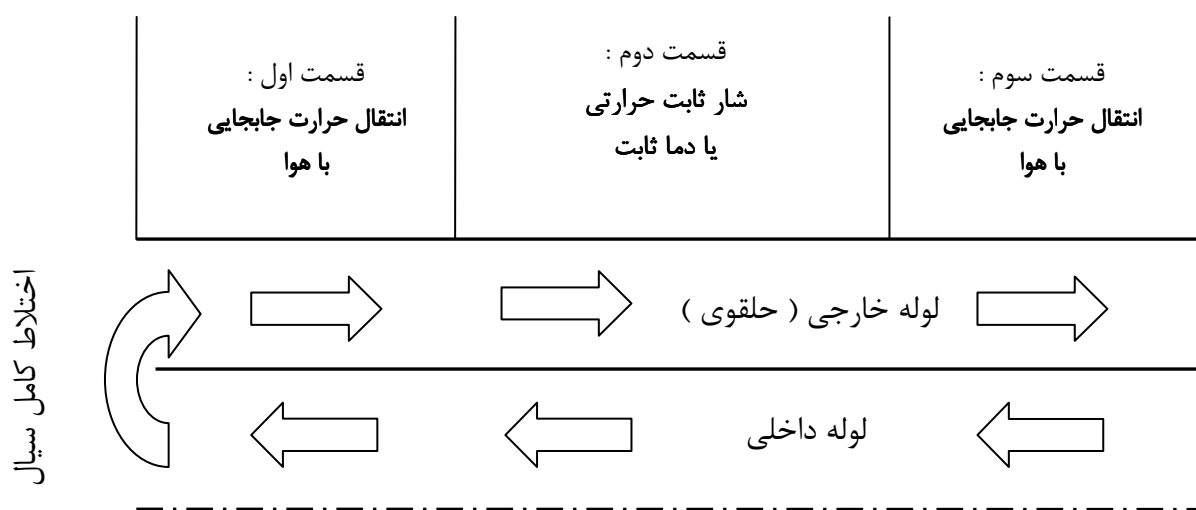 قسمت اول :
انتقال حرارت جابجایی
با هوا
قسمت دوم :
شار ثابت حرارتی
یا دما ثابت
قسمت سوم :
انتقال حرارت جابجایی
با هوا
لوله خارجی ( حلقوی )
لوله داخلی
اختلاط کامل سیال